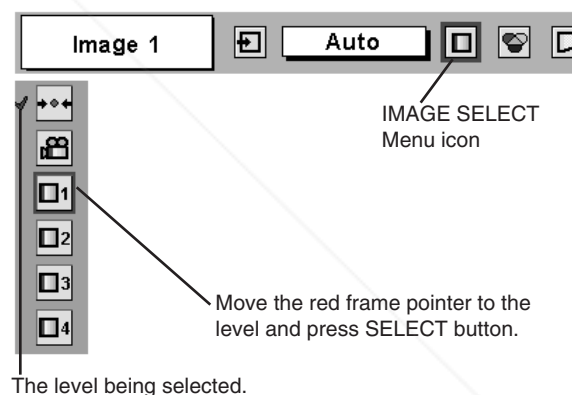 Image 1
Auto
IMAGE SELECT
Menu icon
1
2
3
4
Move the red frame pointer to the
level and press SELECT button.
The level being selected.